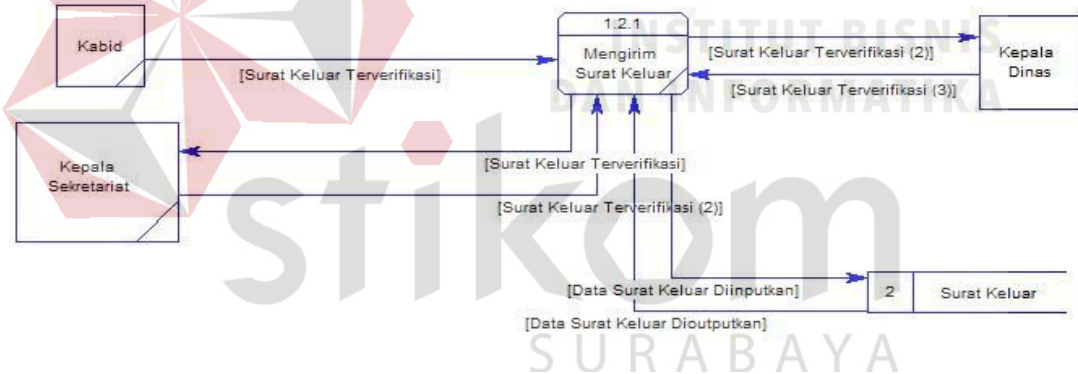 INSTITUT BISNIS
DAN INFORMATIKA
stikom
SURABAYA
Kabid
[Surat Keluar Terverifikasi]
1.2.1
Mengirim
Surat Keluar
[Surat Keluar Terverifikasi (2)]
[Surat Keluar Terverifikasi (3)]
Kepala
Dinas
Kepala
Sekretariat
[Surat Keluar Terverifikasi]
[Surat Keluar Terverifikasi (2)]
[Data Surat Keluar Diinputkan]
[Data Surat Keluar Dioutputkan]
2
Surat Keluar